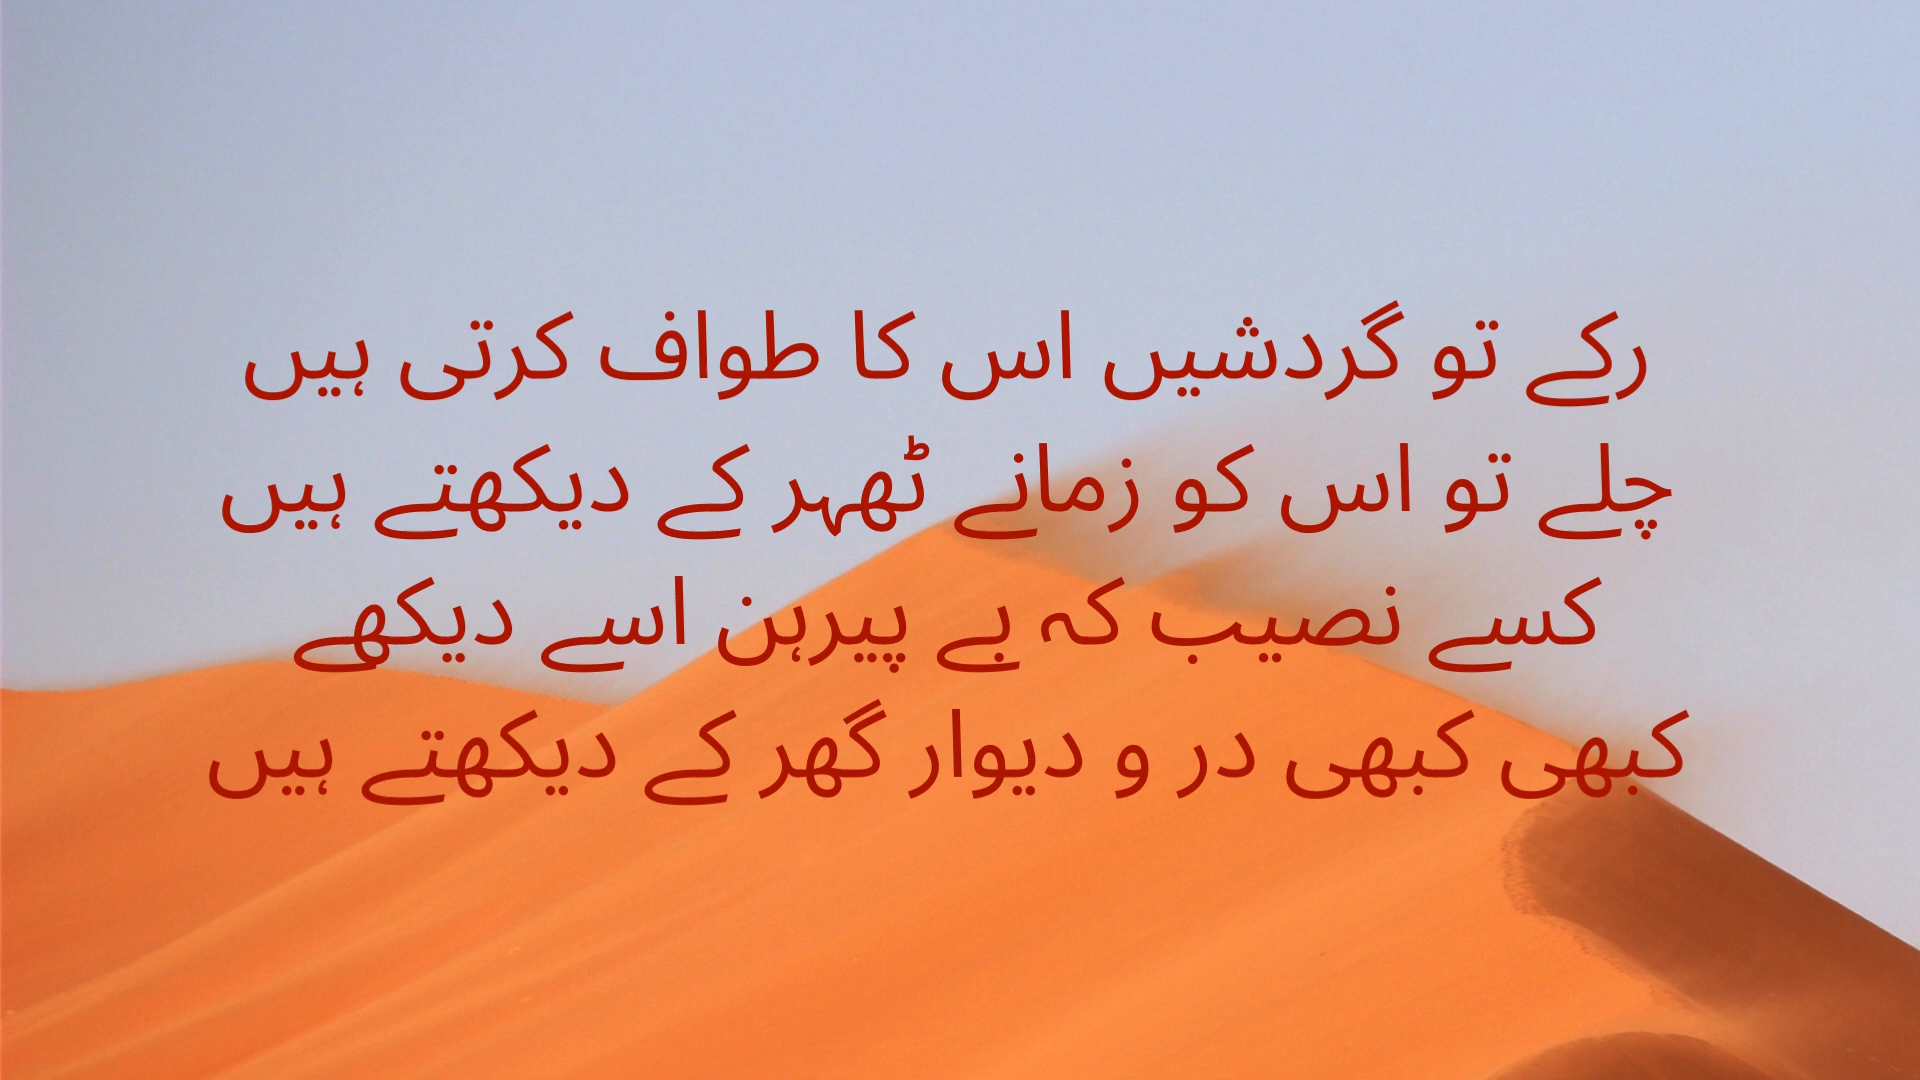 رکے تو گردشیں اس کا طواف کرتی ہیں
چلے تو اس کو زمانے ٹھہر کے دیکھتے ہیں
کسے نصیب کہ بے پیرہن اسے دیکھے
کبھی کبھی در و دیوار گھر کے دیکھتے ہیں